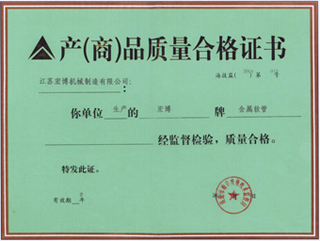 产(商)品质量合格证书
江苏宏博机械制造有限公司:
你单位 生产 的 宏博 牌 金属软管
经监督检验，质量合格。
特发此证。
有效期